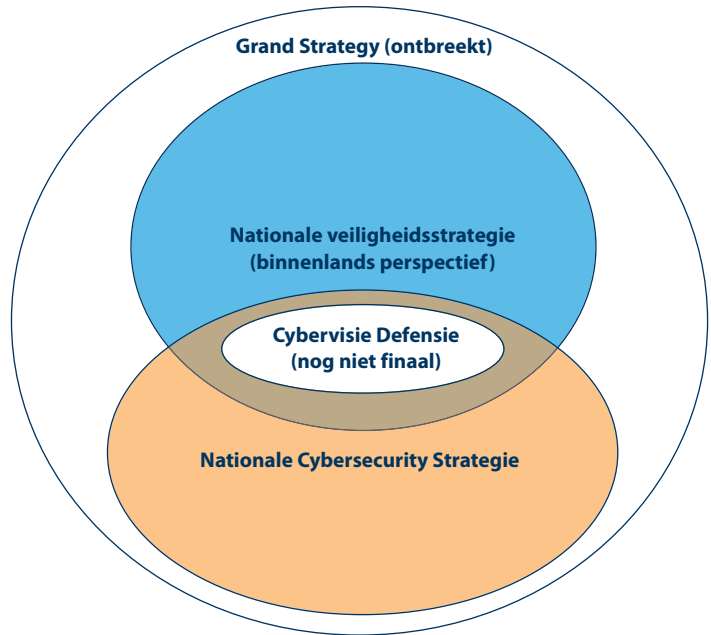 Grand Strategy (ontbreekt)
Nationale veiligheidsstrategie
(binnenlands perspectief)
Cybervisie Defensie
(nog niet finaal)
Nationale Cybersecurity Strategie